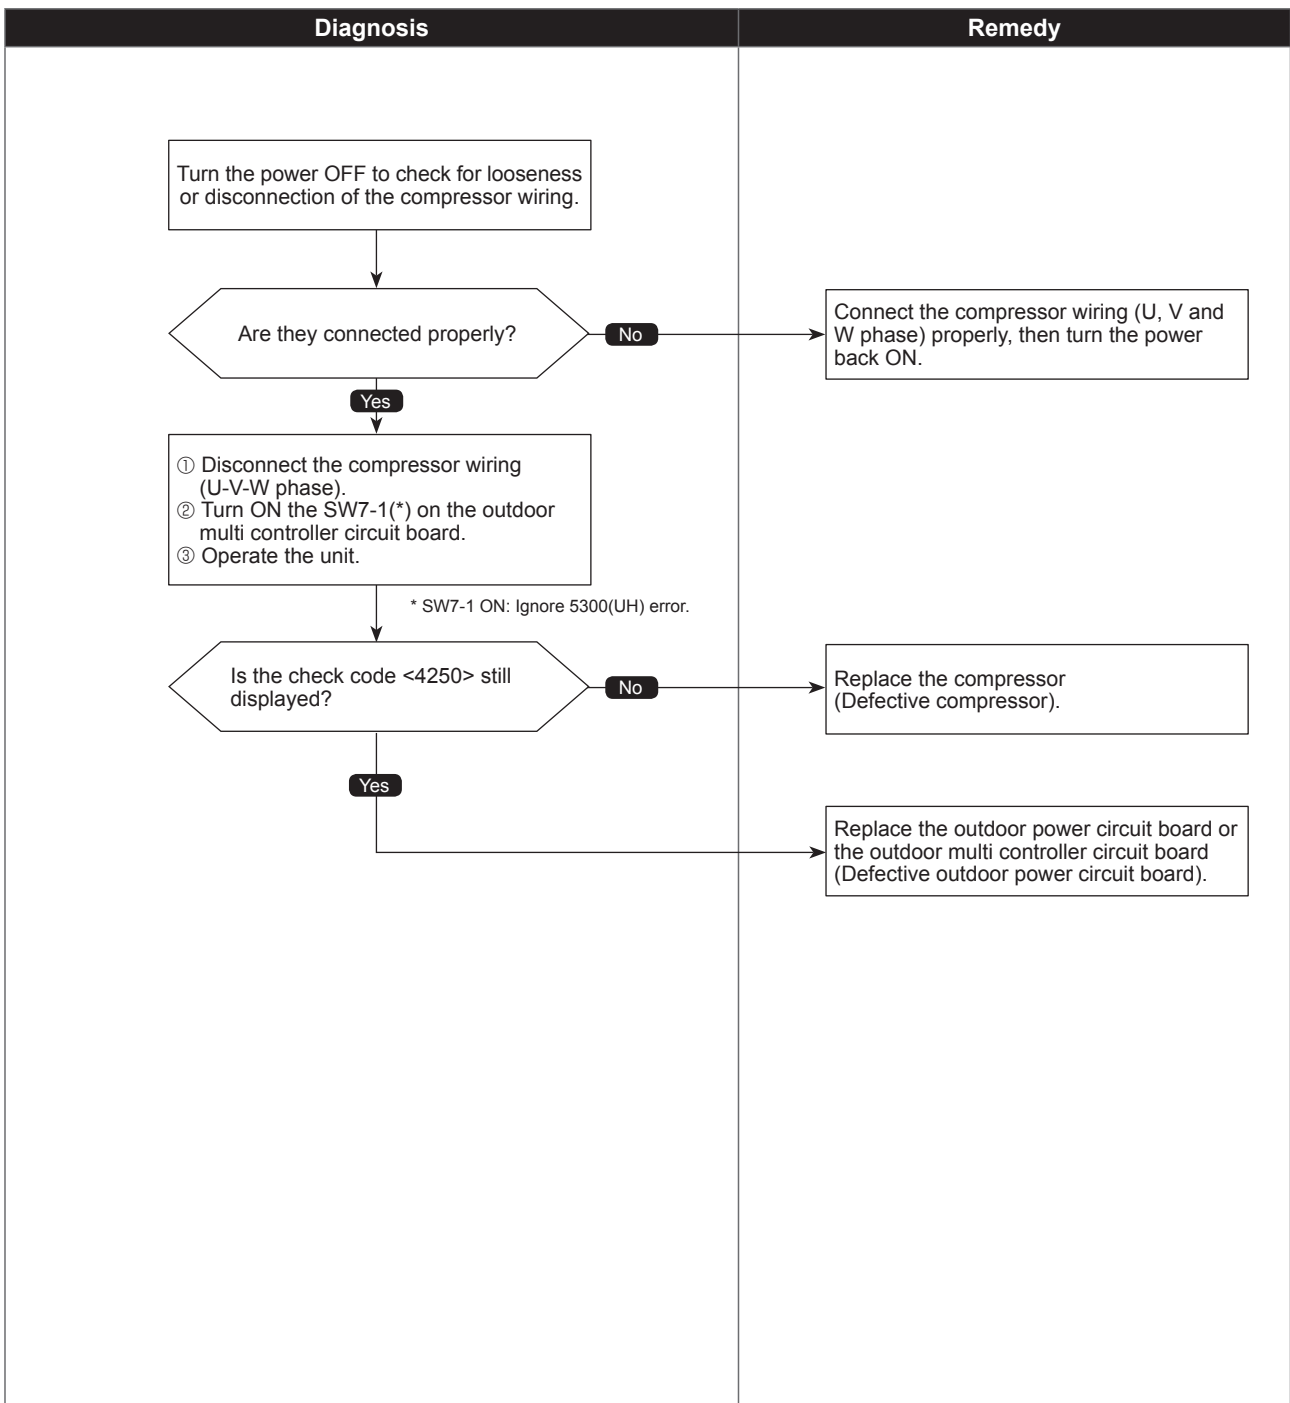 Diagnosis
Remedy
Turn the power OFF to check for looseness
or disconnection of the compressor wiring.
Are they connected properly?
No
Connect the compressor wiring (U, V and
W phase) properly, then turn the power
back ON.
Yes
① Disconnect the compressor wiring
(U-V-W phase).
② Turn ON the SW7-1(*) on the outdoor
multi controller circuit board.
③ Operate the unit.
* SW7-1 ON: Ignore 5300(UH) error.
Is the check code <4250> still
displayed?
No
Replace the compressor
(Defective compressor).
Yes
Replace the outdoor power circuit board or
the outdoor multi controller circuit board
(Defective outdoor power circuit board).